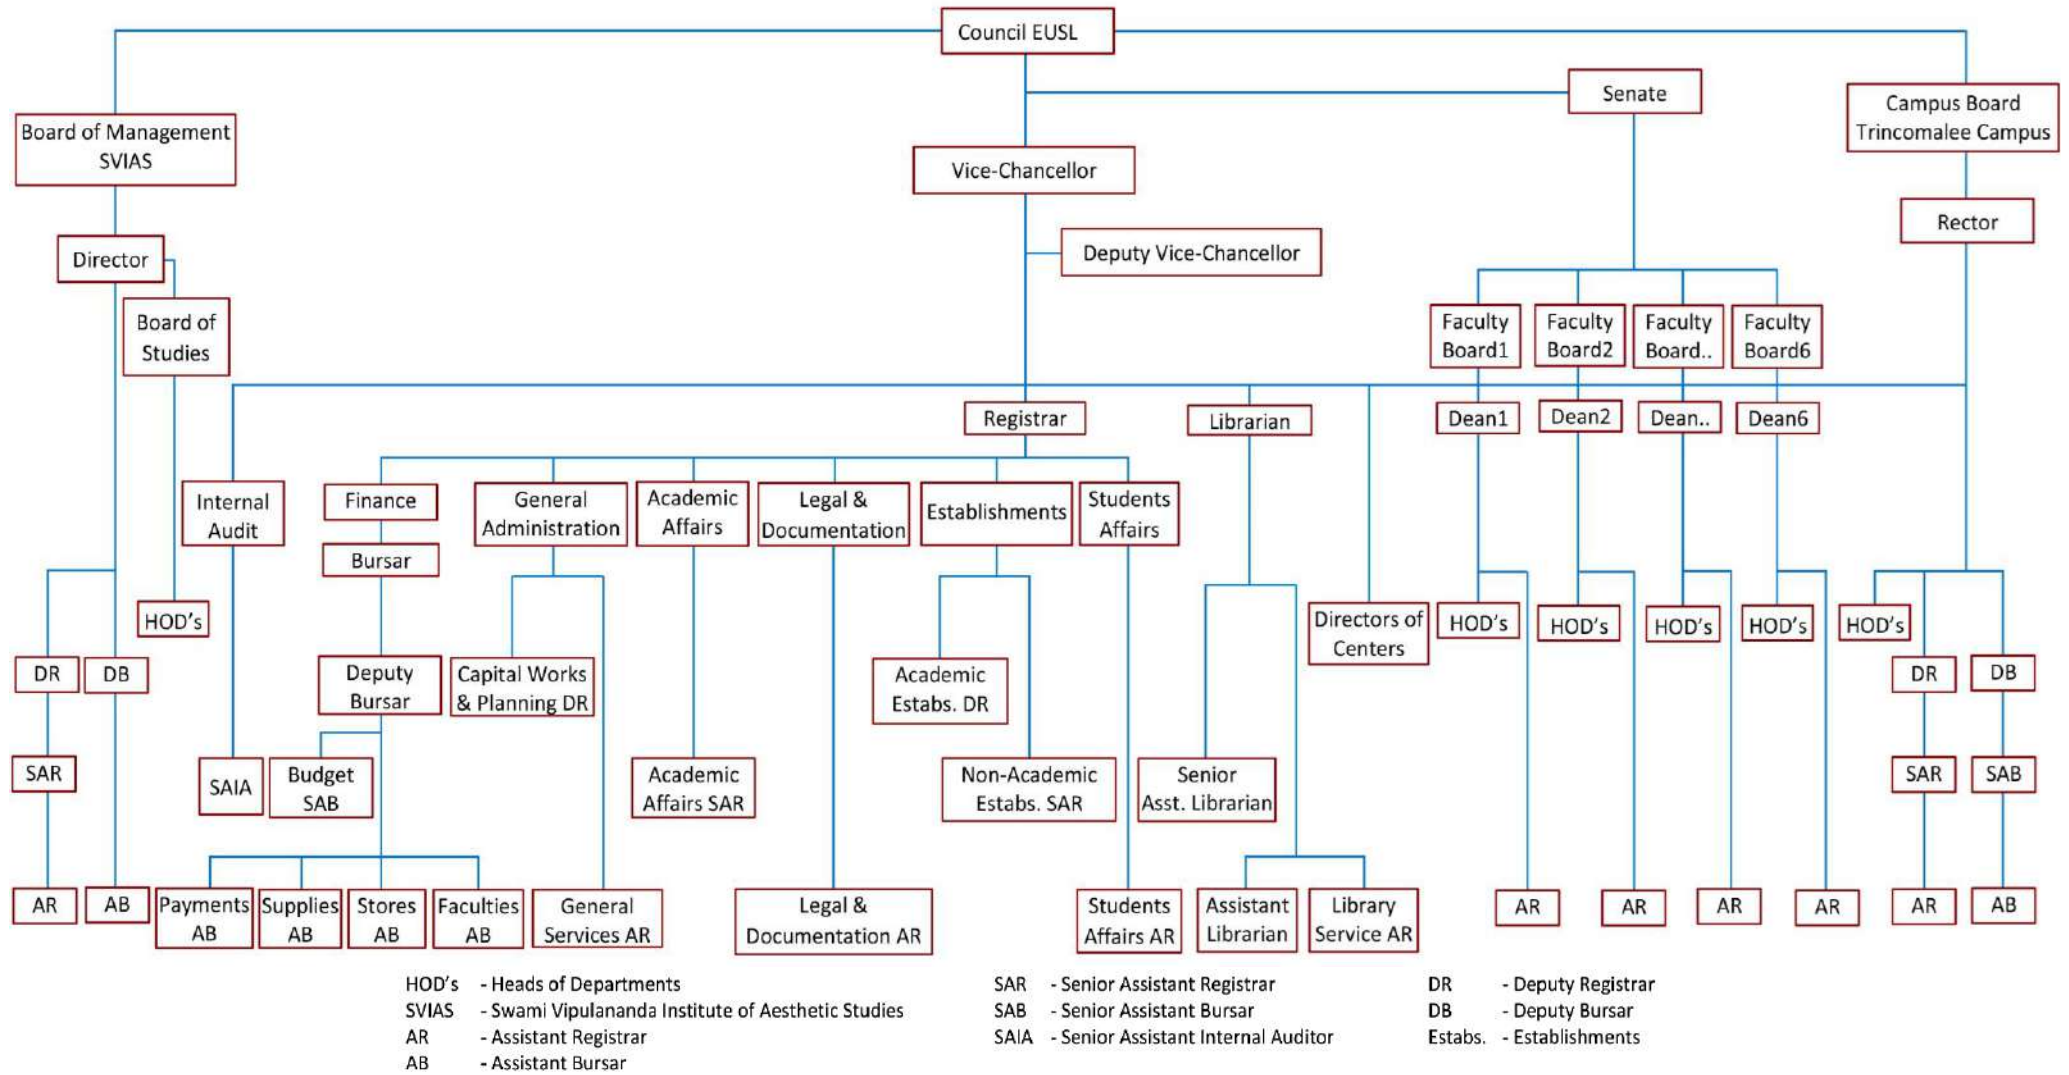 Council EUSL
Senate
Campus Board
Trincomalee Campus
Board of Management
SVIAS
Vice-Chancellor
Rector
Director
Deputy Vice-Chancellor
Board of
Studies
Faculty
Board1
Faculty
Board2
Faculty
Board..
Faculty
Board6
Registrar
Librarian
Dean1
Dean2
Dean..
Dean6
Internal
Audit
Finance
General
Administration
Academic
Affairs
Legal &
Documentation
Establishments
Students
Affairs
Bursar
HOD's
Directors of
Centers
HOD's
HOD's
HOD's
HOD's
HOD's
DR
DB
Deputy
Bursar
Capital Works
& Planning DR
Academic
Estabs. DR
DR
DB
SAR
SAIA
Budget
SAB
Academic
Affairs SAR
Non-Academic
Estabs. SAR
Senior
Asst. Librarian
SAR
SAB
AR
AB
Payments
AB
Supplies
AB
Stores
AB
Faculties
AB
General
Services AR
Legal &
Documentation AR
Students
Affairs AR
Assistant
Librarian
Library
Service AR
AR
AR
AR
AR
AR
AB
HOD's - Heads of Departments
SVIAS - Swami Vipulananda Institute of Aesthetic Studies
AR - Assistant Registrar
AB - Assistant Bursar
SAR - Senior Assistant Registrar
SAB - Senior Assistant Bursar
SAIA - Senior Assistant Internal Auditor
DR - Deputy Registrar
DB - Deputy Bursar
Estabs. - Establishments